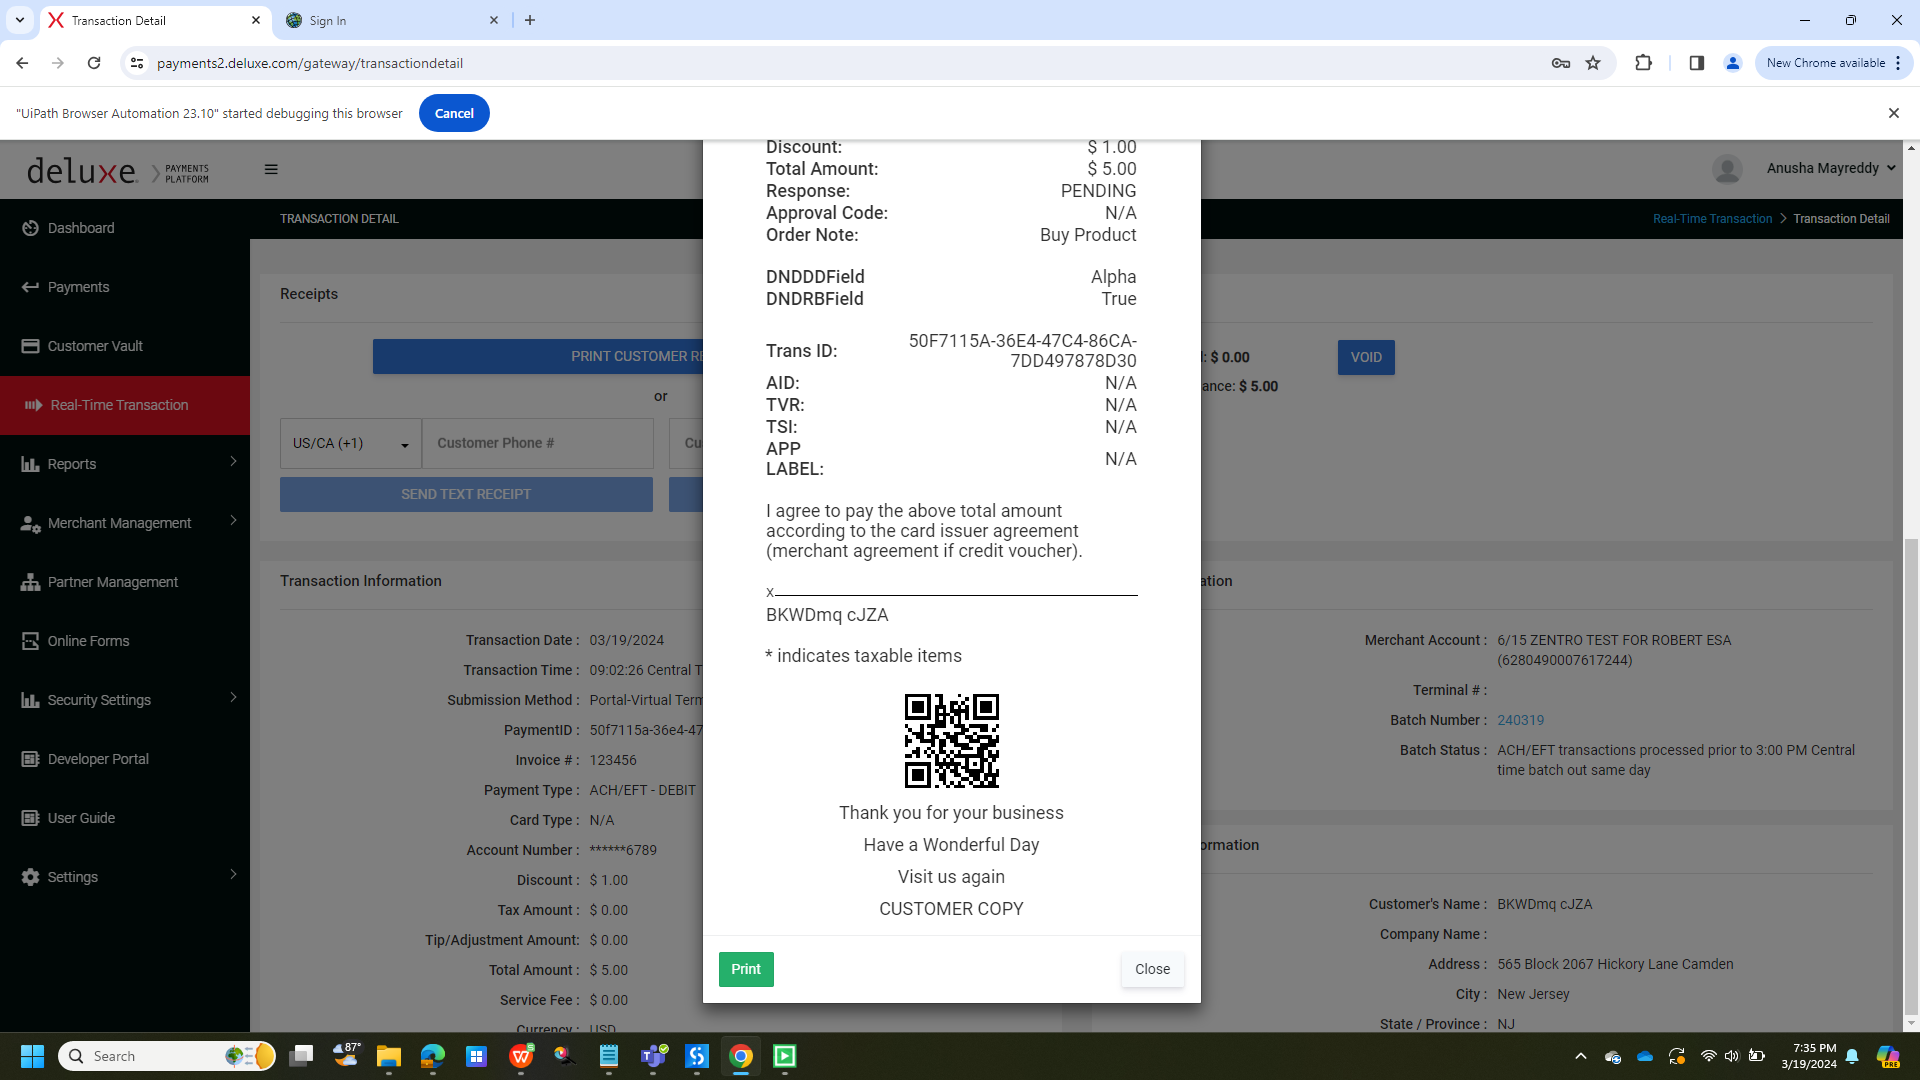 Transaction Detail
Sign In
payments2.deluxe.com/gateway/transactiondetail
New Chrome available
"UiPath Browser Automation 23.10" started debugging this browser
Cancel
deluxe.
PAYMENTS
PLATFORM
Anusha Mayreddy
Dashboard
Payments
Customer Vault
Real-Time Transaction
Reports
Merchant Management
Partner Management
Online Forms
Security Settings
Developer Portal
User Guide
Settings
TRANSACTION DETAIL
Real-Time Transaction > Transaction Detail
Receipts
PRINT CUSTOMER RE
or
US/CA (+1)
Customer Phone #
Cu
SEND TEXT RECEIPT
: $ 0.00
VOID
ance: $ 5.00
Transaction Information
Transaction Date : 03/19/2024
Transaction Time : 09:02:26 Central T
Submission Method : Portal-Virtual Term
PaymentID : 50f7115a-36e4-47
Invoice # : 123456
Payment Type : ACH/EFT - DEBIT
Card Type : N/A
Account Number : ******6789
Discount : $ 1.00
Tax Amount : $ 0.00
Tip/Adjustment Amount: $ 0.00
Total Amount : $ 5.00
Service Fee : $ 0.00
Currency : USD
Discount: $ 1.00
Total Amount: $ 5.00
Response: PENDING
Approval Code: N/A
Order Note: Buy Product
DNDDDField Alpha
DNDRBField True
Trans ID: 50F7115A-36E4-47C4-86CA-
7DD497878D30
AID: N/A
TVR: N/A
TSI: N/A
APP
LABEL: N/A
I agree to pay the above total amount
according to the card issuer agreement
(merchant agreement if credit voucher).
x
BKWDmq cJZA
* indicates taxable items
Thank you for your business
Have a Wonderful Day
Visit us again
CUSTOMER COPY
Print
Close
ation
Merchant Account : 6/15 ZENTRO TEST FOR ROBERT ESA
(6280490007617244)
Terminal # :
Batch Number : 240319
Batch Status : ACH/EFT transactions processed prior to 3:00 PM Central
time batch out same day
ormation
Customer's Name : BKWDmq cJZA
Company Name :
Address : 565 Block 2067 Hickory Lane Camden
City : New Jersey
State / Province : NJ
Search
87°
7:35 PM
3/19/2024
PRE